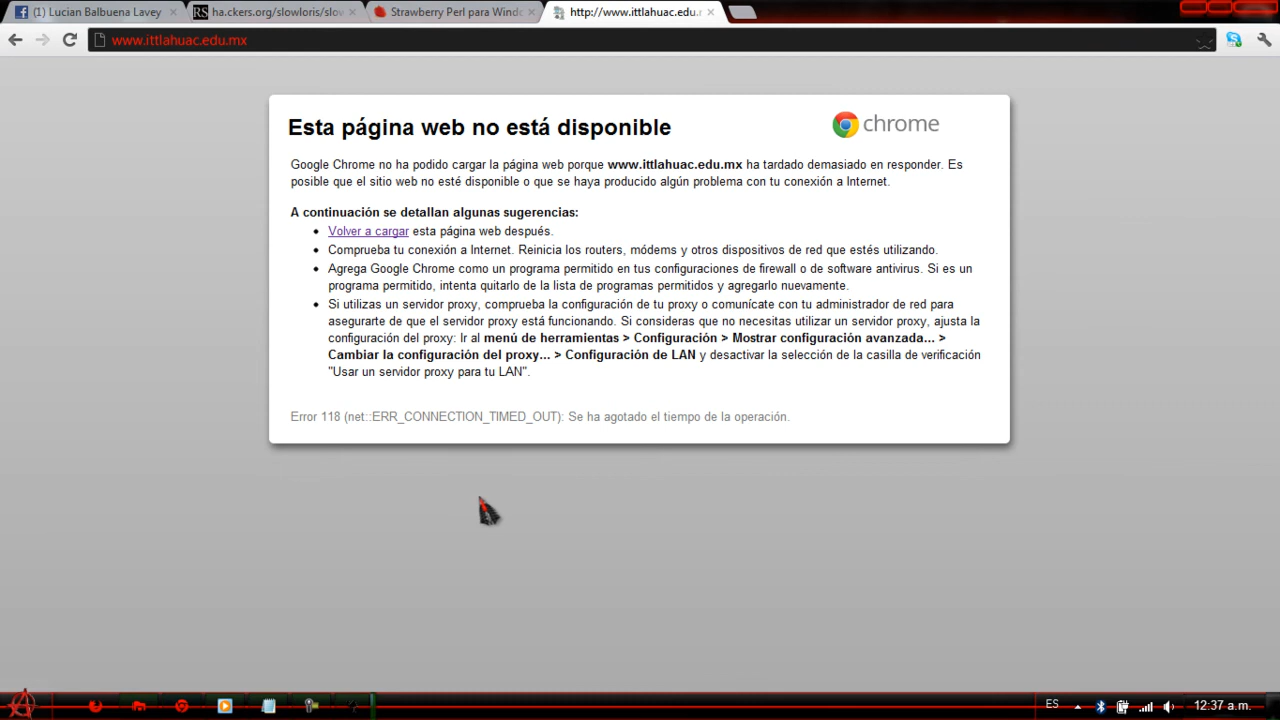 (1) Lucian Balbuena Lavey
RS ha.ckers.org/slowloris/slov
Strawberry Perl para Windo
http://www.ittlahuac.edu.r
www.ittlahuac.edu.mx
Esta página web no está disponible
chrome
Google Chrome no ha podido cargar la página web porque www.ittlahuac.edu.mx ha tardado demasiado en responder. Es
posible que el sitio web no esté disponible o que se haya producido algún problema con tu conexión a Internet.
A continuación se detallan algunas sugerencias:
Volver a cargar esta página web después.
Comprueba tu conexión a Internet. Reinicia los routers, módems y otros dispositivos de red que estés utilizando.
Agrega Google Chrome como un programa permitido en tus configuraciones de firewall o de software antivirus. Si es un
programa permitido, intenta quitarlo de la lista de programas permitidos y agregarlo nuevamente.
Si utilizas un servidor proxy, comprueba la configuración de tu proxy o comunícate con tu administrador de red para
asegurarte de que el servidor proxy está funcionando. Si consideras que no necesitas utilizar un servidor proxy, ajusta la
configuración del proxy: Ir al menú de herramientas > Configuración > Mostrar configuración avanzada... >
Cambiar la configuración del proxy... > Configuración de LAN y desactivar la selección de la casilla de verificación
"Usar un servidor proxy para tu LAN".
Error 118 (net::ERR_CONNECTION_TIMED_OUT): Se ha agotado el tiempo de la operación.
ES
12:37 a.m.